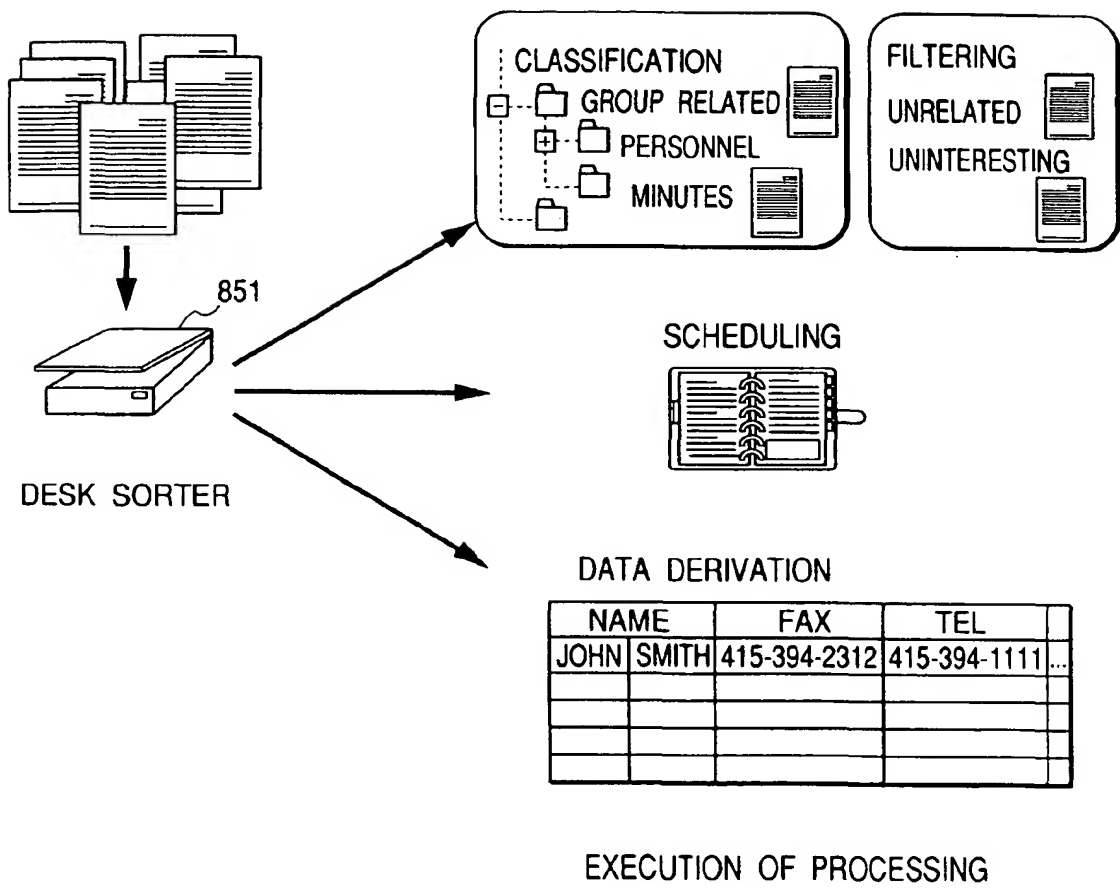 CLASSIFICATION
GROUP RELATED
PERSONNEL
MINUTES
FILTERING
UNRELATED
UNINTERESTING
851
DESK SORTER
SCHEDULING
DATA DERIVATION
NAME FAX TEL
JOHN SMITH 415-394-2312 415-394-1111 ...
EXECUTION OF PROCESSING